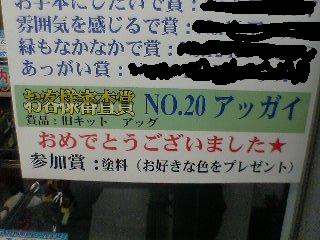 お手本にしたいで賞:
雰囲気を感じるで賞:
緑もなかなかで賞:
あっがい賞:
お客様審査賞 NO.20 アッガイ
賞品:旧キット アッグ
おめでとうございました★
参加賞:塗料(お好きな色をプレゼント)